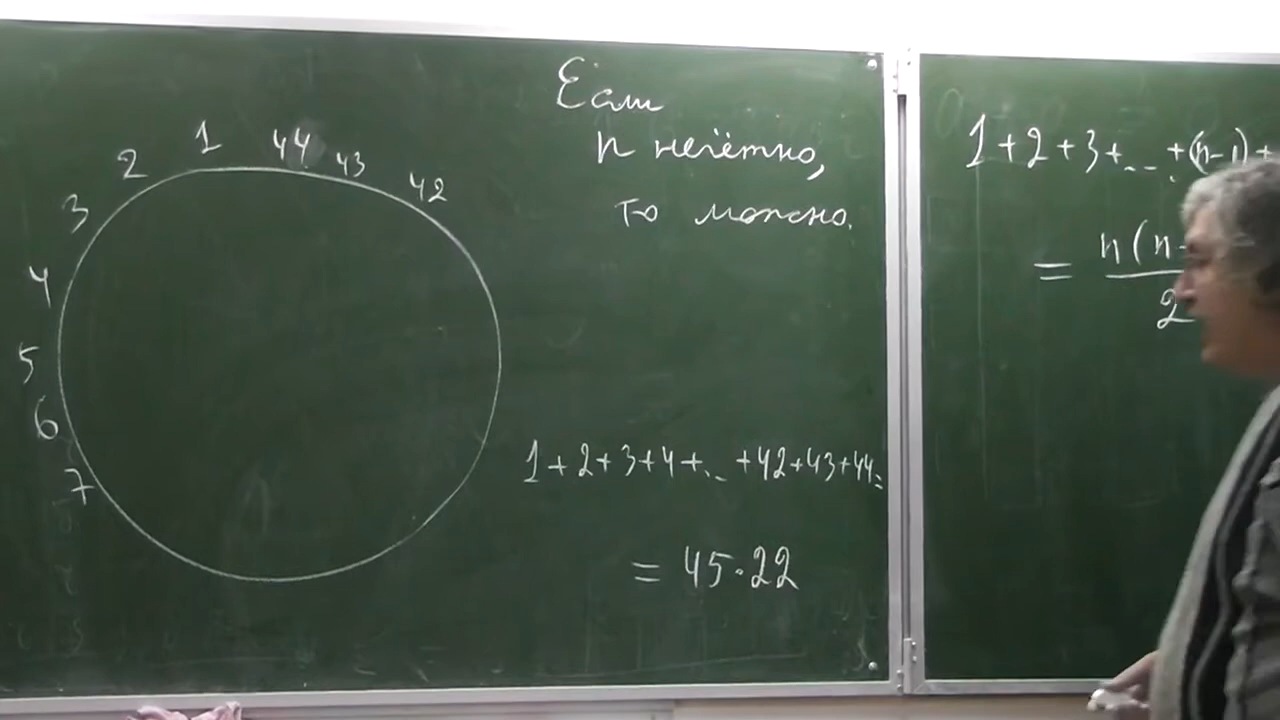 1 44 43 42
2
3
4
5
6
7
Если
n нечётно,
то можно.
1+2+3+4+... +42+43+44=
= 45·22
1+2+3+... +(n-1)+
= n(n-
2